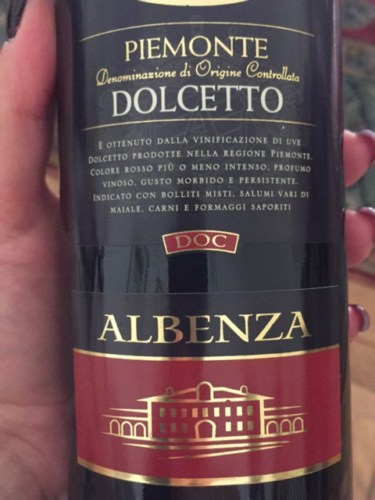 PIEMONTE
Denominazione di Origine Controllata
DOLCETTO
E OTTENUTO DALLA VINIFICAZIONE DI UVE
DOLCETTO PRODOTTE NELLA REGIONE PIEMONTE.
COLORE ROSSO PIÙ O MENO INTENSO, PROFUMO
VINOSO, GUSTO MORBIDO E PERSISTENTE.
INDICATO CON BOLLITI MISTI, SALUMI VARI DI
MAIALE, CARNI E FORMAGGI SAPORITI
DOC
ALBENZA